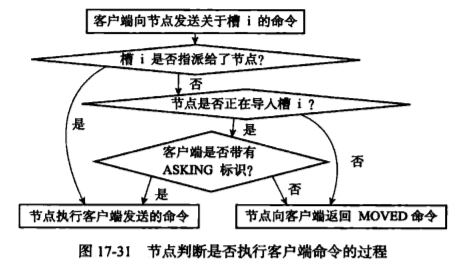 客户端向节点发送关于槽 i 的命令
槽 i 是否指派给了节点?
否
节点是否正在导入槽 i ?
是
是
客户端是否带有
ASKING 标识?
否
是
否
节点执行客户端发送的命令
节点向客户端返回 MOVED 命令
图 17-31 节点判断是否执行客户端命令的过程